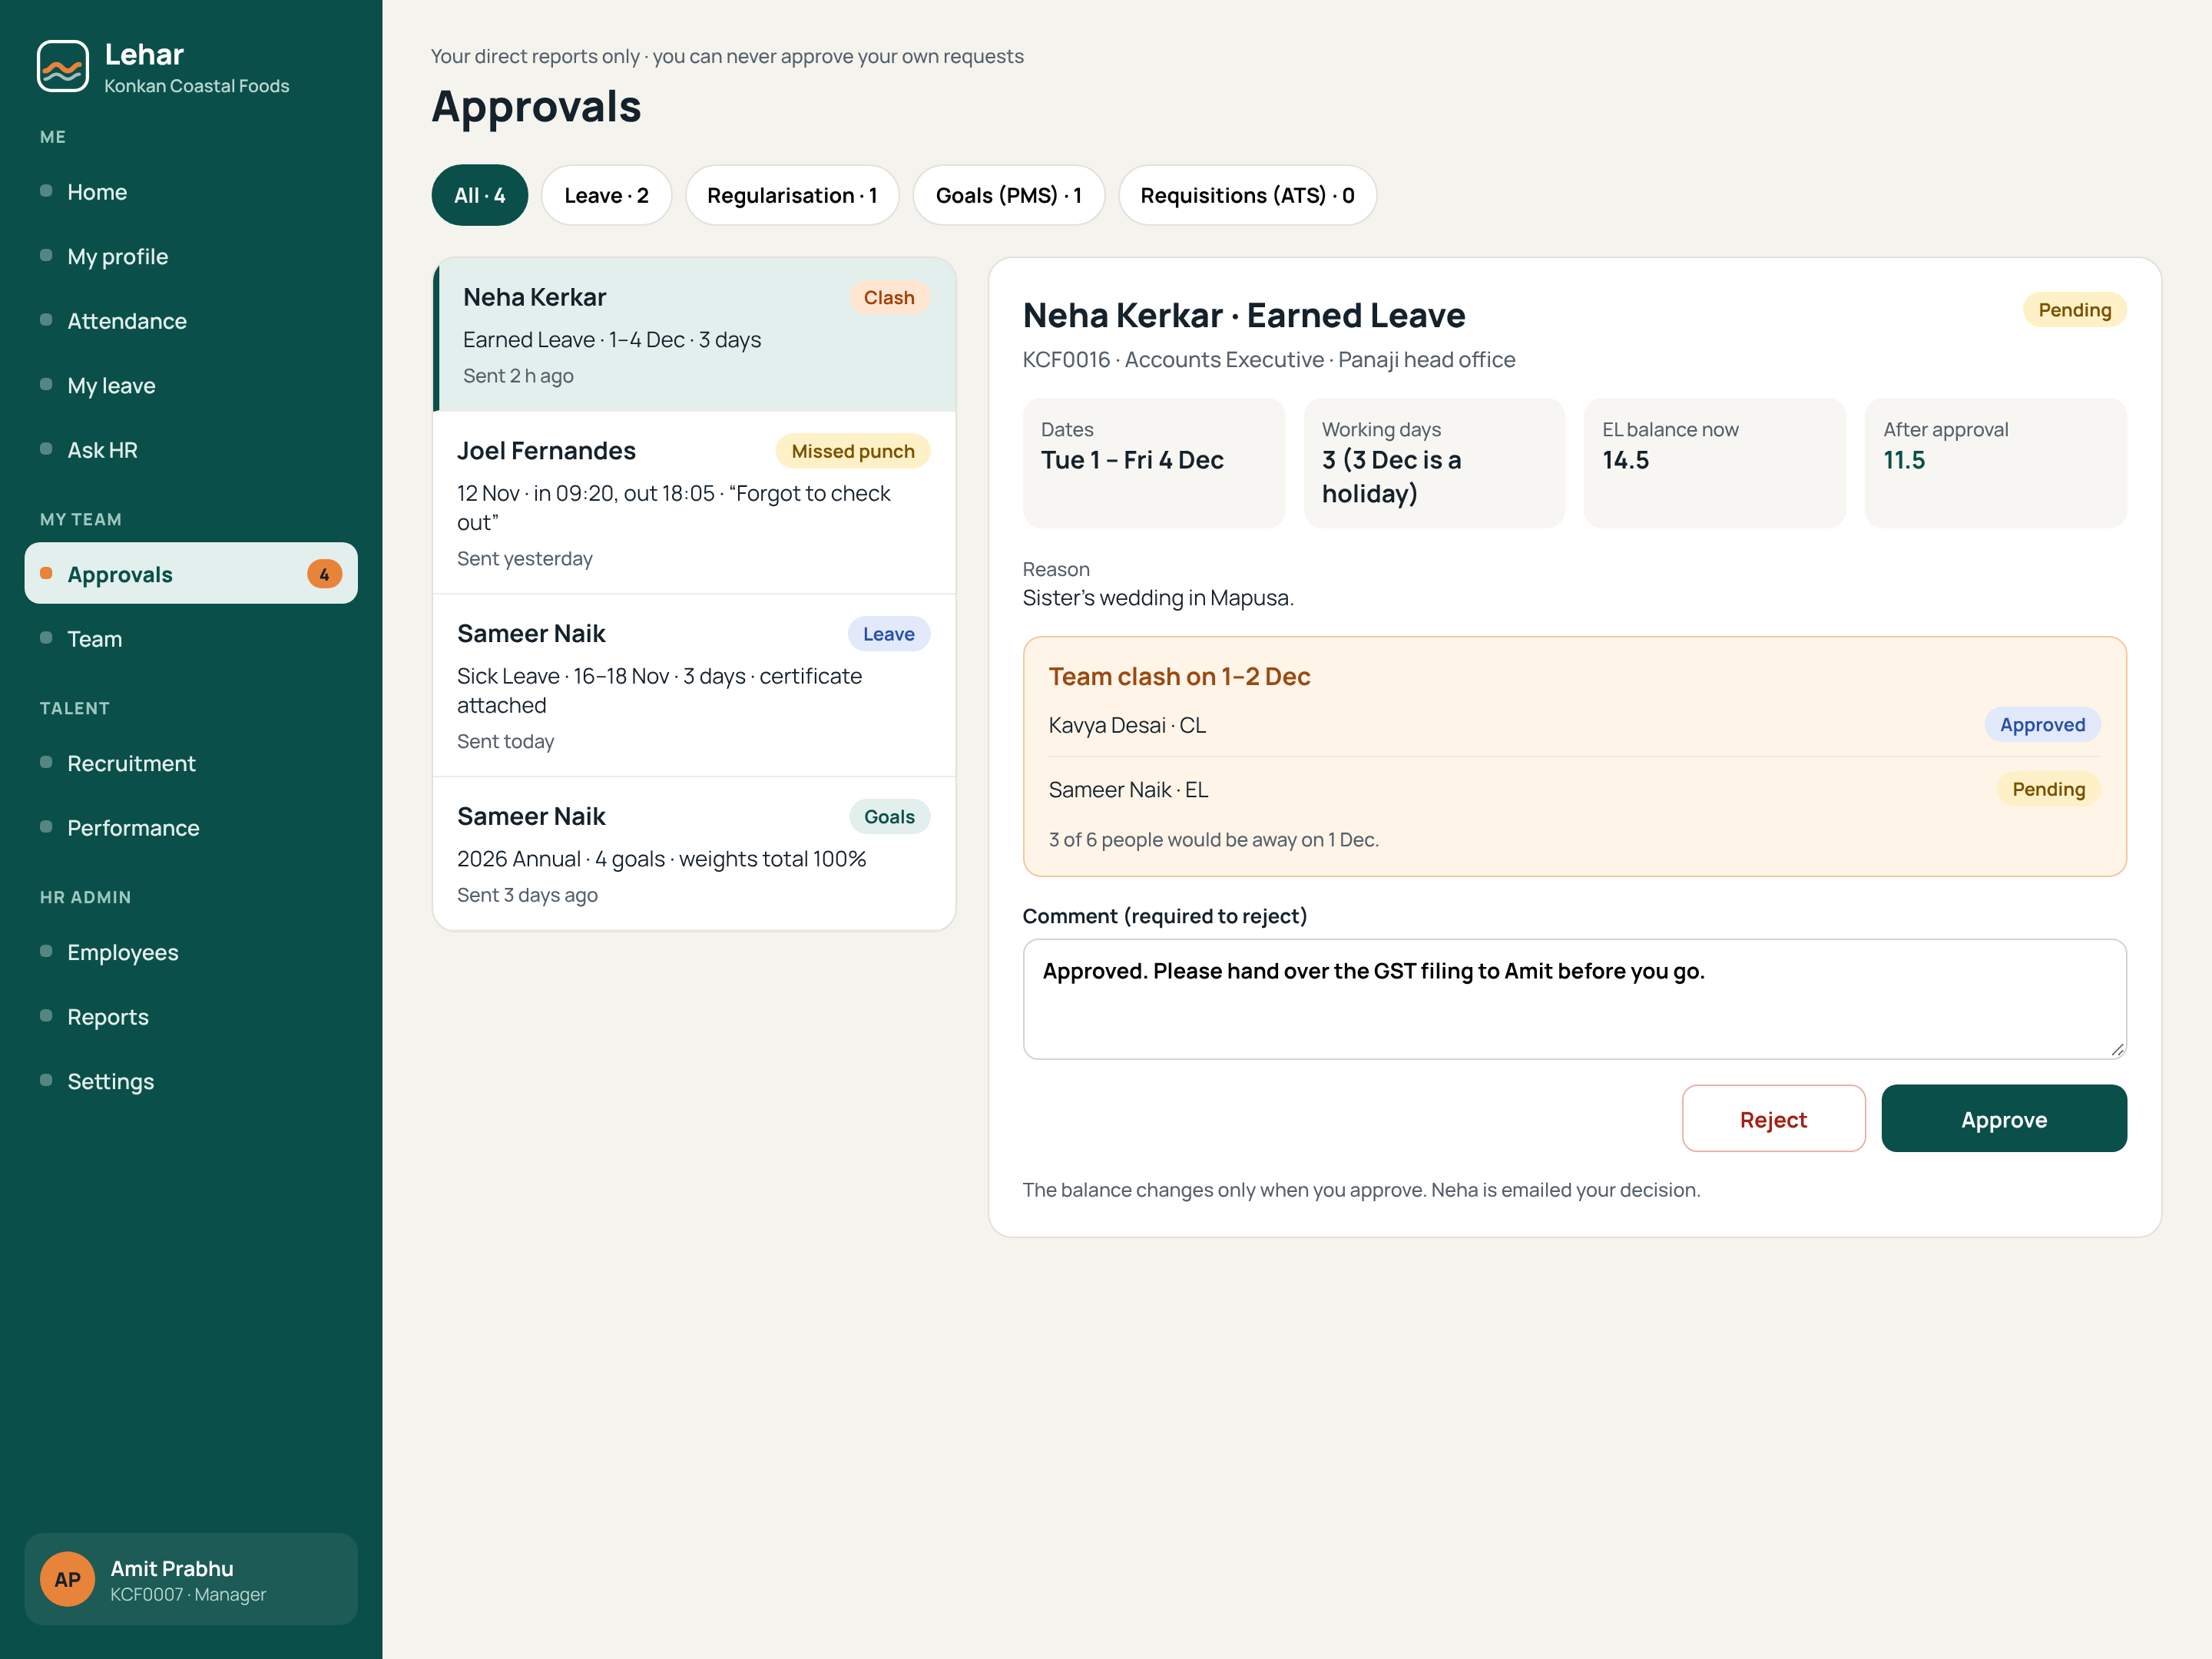 Lehar
Konkan Coastal Foods
ME
Home
My profile
Attendance
My leave
Ask HR
MY TEAM
Approvals
4
Team
TALENT
Recruitment
Performance
HR ADMIN
Employees
Reports
Settings
AP
Amit Prabhu
KCF0007 · Manager
Your direct reports only · you can never approve your own requests
Approvals
All · 4
Leave · 2
Regularisation · 1
Goals (PMS) · 1
Requisitions (ATS) · 0
Neha Kerkar
Clash
Earned Leave · 1–4 Dec · 3 days
Sent 2 h ago
Joel Fernandes
Missed punch
12 Nov · in 09:20, out 18:05 · “Forgot to check
out”
Sent yesterday
Sameer Naik
Leave
Sick Leave · 16–18 Nov · 3 days · certificate
attached
Sent today
Sameer Naik
Goals
2026 Annual · 4 goals · weights total 100%
Sent 3 days ago
Neha Kerkar · Earned Leave
Pending
KCF0016 · Accounts Executive · Panaji head office
Dates
Tue 1 – Fri 4 Dec
Working days
3 (3 Dec is a
holiday)
EL balance now
14.5
After approval
11.5
Reason
Sister’s wedding in Mapusa.
Team clash on 1–2 Dec
Kavya Desai · CL
Approved
Sameer Naik · EL
Pending
3 of 6 people would be away on 1 Dec.
Comment (required to reject)
Approved. Please hand over the GST filing to Amit before you go.
Reject
Approve
The balance changes only when you approve. Neha is emailed your decision.